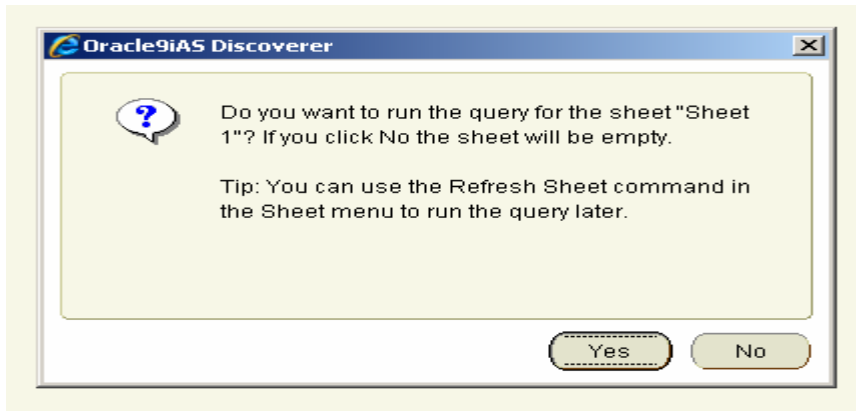 Oracle9iAS Discoverer
?
Do you want to run the query for the sheet "Sheet
1"? If you click No the sheet will be empty.
Tip: You can use the Refresh Sheet command in
the Sheet menu to run the query later.
Yes
No